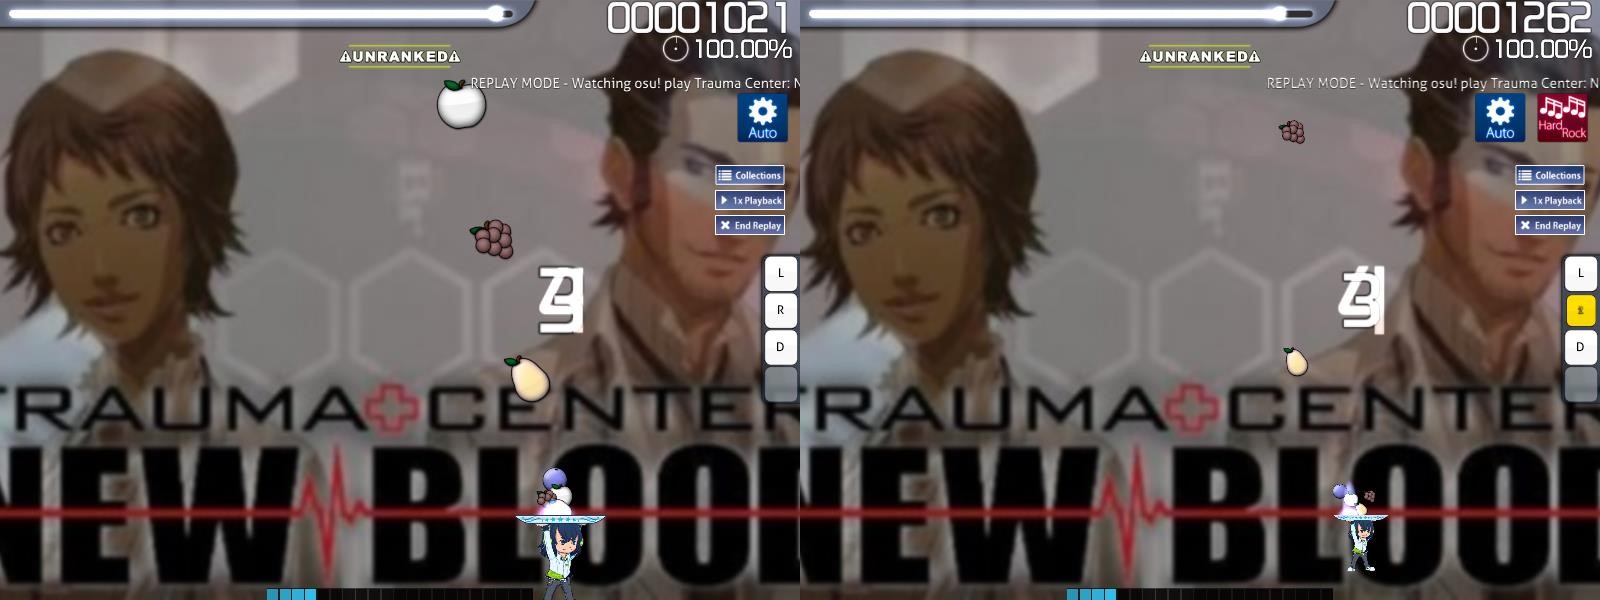 00001021
100.00%
⚠UNRANKED⚠
REPLAY MODE - Watching osu! play Trauma Center: N
Auto
Collections
1x Playback
End Replay
L
R
D
TRAUMA CENTER
NEW BLOOD
00001262
100.00%
⚠UNRANKED⚠
REPLAY MODE - Watching osu! play Trauma Center: N
Auto
Hard Rock
Collections
1x Playback
End Replay
L
D
TRAUMA CENTER
NEW BLOOD